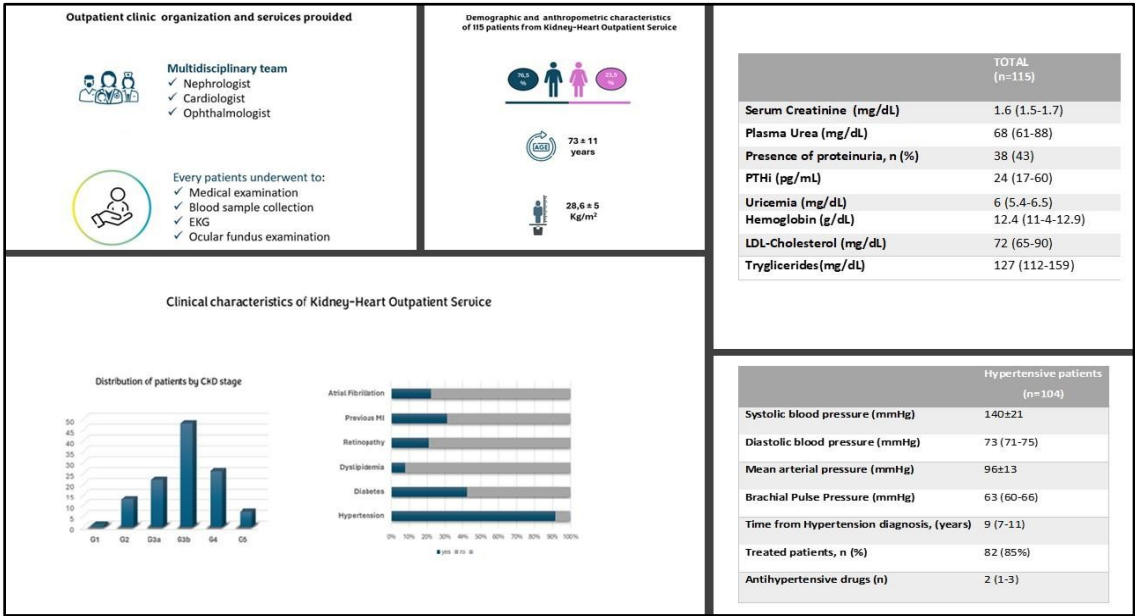 Outpatient clinic organization and services provided
Multidisciplinary team
✓ Nephrologist
✓ Cardiologist
✓ Ophthalmologist
Every patients underwent to:
✓ Medical examination
✓ Blood sample collection
✓ EKG
✓ Ocular fundus examination
Demographic and anthropometric characteristics
of 115 patients from Kidney-Heart Outpatient Service
76,5
%
23,5
%
AGE
73 ± 11
years
28,6 ± 5
Kg/m²
TOTAL
(n=115)
Serum Creatinine (mg/dL) 1.6 (1.5-1.7)
Plasma Urea (mg/dL) 68 (61-88)
Presence of proteinuria, n (%) 38 (43)
PTHi (pg/mL) 24 (17-60)
Uricemia (mg/dL) 6 (5.4-6.5)
Hemoglobin (g/dL) 12.4 (11-4-12.9)
LDL-Cholesterol (mg/dL) 72 (65-90)
Tryglicerides(mg/dL) 127 (112-159)
Clinical characteristics of Kidney-Heart Outpatient Service
Distribution of patients by CKD stage
50
45
40
35
30
25
20
15
10
5
0
G1 G2 G3a G3b G4 G5
Atrial Fibrillation
Previous MI
Retinopathy
Dyslipidemia
Diabetes
Hypertension
0% 10% 20% 30% 40% 50% 60% 70% 80% 90% 100%
yes no
Hypertensive patients
(n=104)
Systolic blood pressure (mmHg) 140±21
Diastolic blood pressure (mmHg) 73 (71-75)
Mean arterial pressure (mmHg) 96±13
Brachial Pulse Pressure (mmHg) 63 (60-66)
Time from Hypertension diagnosis, (years) 9 (7-11)
Treated patients, n (%) 82 (85%)
Antihypertensive drugs (n) 2 (1-3)